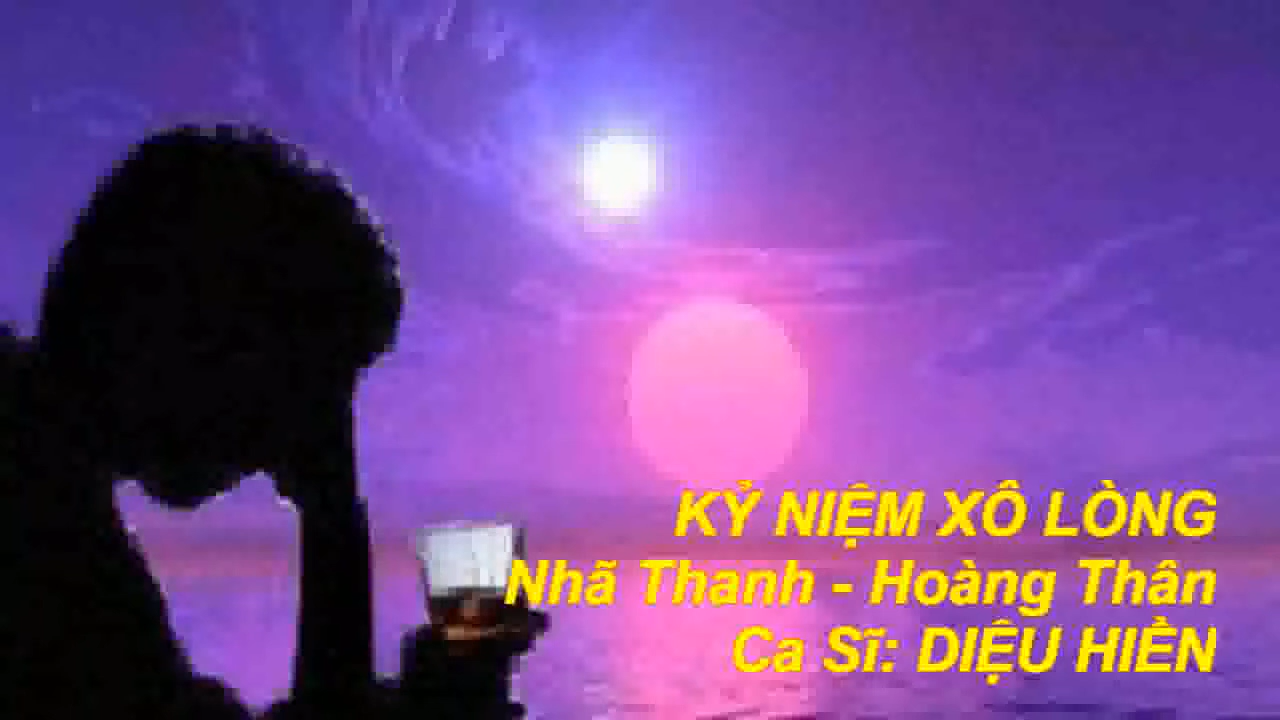 KỶ NIỆM XÔ LÒNG
Nhã Thanh - Hoàng Thân
Ca Sĩ: DIỆU HIỀN